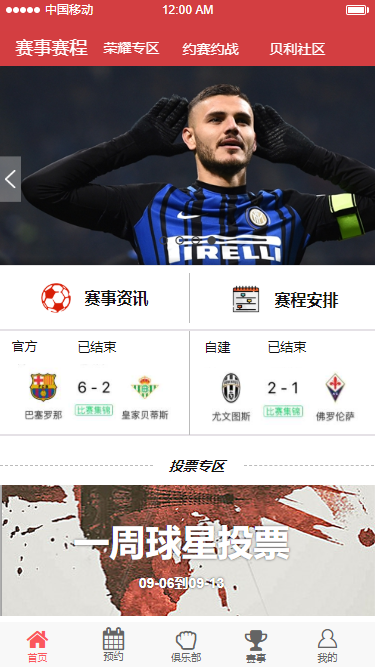 中国移动 12:00 AM
赛事赛程 荣耀专区 约赛约战 贝利社区
PIRELLI
赛事资讯 赛程安排
官方 已结束 自建 已结束
6 - 2 2 - 1
巴塞罗那 比赛集锦 皇家贝蒂斯 尤文图斯 比赛集锦 佛罗伦萨
投票专区
一周球星投票
09-06到09-13
首页 预约 俱乐部 赛事 我的